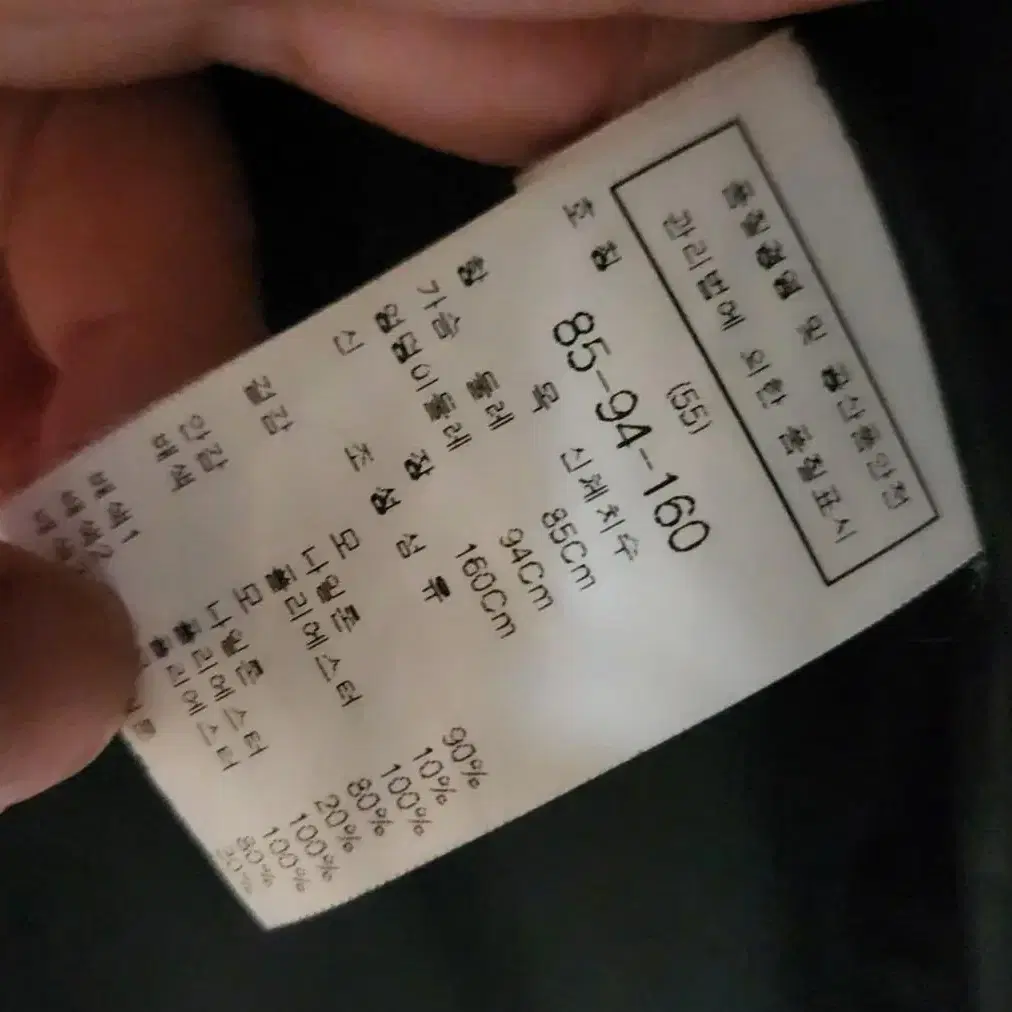 품질경영 및 공산품안전
관리법에 의한 품질표시
호 칭 (55)
85-94-160
항 목 신체치수
가슴 둘레 85Cm
엉덩이둘레 94Cm
신 장 160Cm
조 성 섬 유
겉감 모 90%
나일론 10%
안감 폴리에스터 100%
배색 모 80%
나일론 20%
배색1 폴리에스터 100%
배색2 폴리에스터 100%
80%
20%